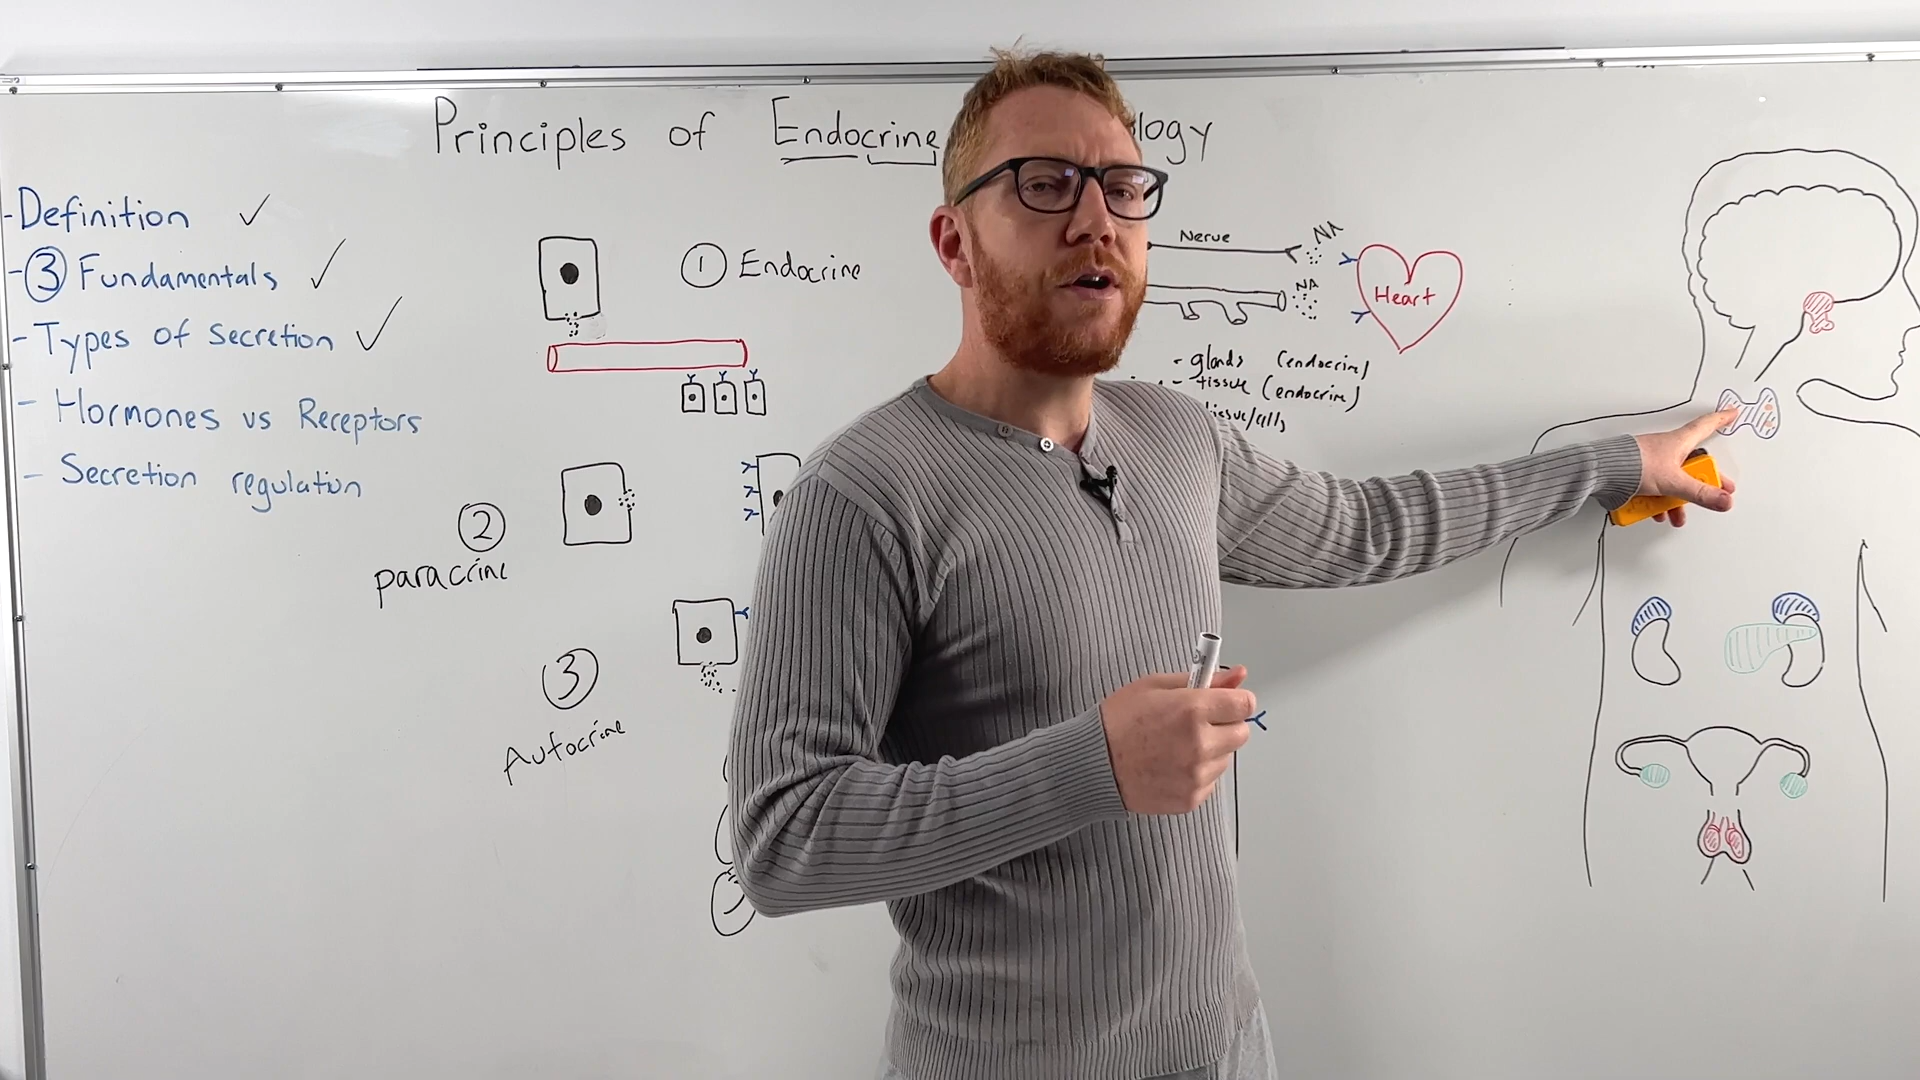 Principles of Endocrine ology
-Definition ✓
-③ Fundamentals ✓
- Types of secretion ✓
- Hormones vs Receptors
- Secretion regulation
① Endocrine
② paracrine
③ Autocrine
Nerve
NA
NA
Heart
- glands (endocrine)
- tissue (endocrine)
tissue/cells